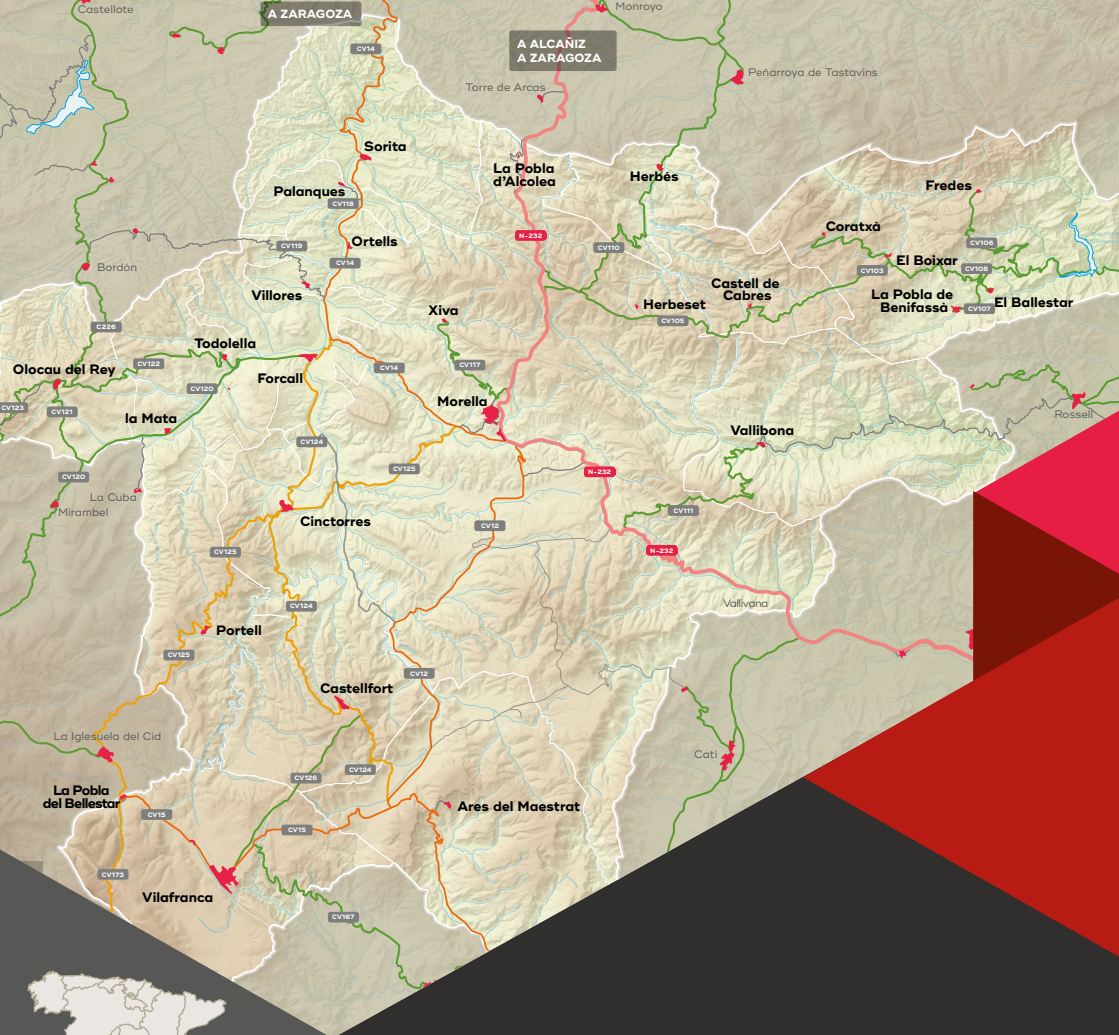 Castellote
A ZARAGOZA
Monroyo
CV14
A ALCAÑIZ
A ZARAGOZA
Peñarroya de Tastavins
Torre de Arcas
Sorita
La Pobla
d'Alcolea
Herbés
Palanques
CV118
Fredes
Coratxà
N-232
Ortells
CV119
CV110
CV106
CV14
El Boixar
CV103
CV108
Bordón
Villores
Castell de
Cabres
La Pobla de
Benifassà
El Ballestar
CV107
Herbeset
Xiva
CV105
C226
Todolella
CV122
CV117
Olocau del Rey
CV14
Forcall
CV120
CV123
CV121
Morella
Rossell
la Mata
Vallibona
CV124
CV125
N-232
CV120
La Cuba
Mirambel
CV111
Cinctorres
CV12
CV125
N-232
CV124
Vallivana
Portell
CV125
CV12
Castellfort
La Iglesuela del Cid
Catí
CV124
CV126
La Pobla
del Bellestar
Ares del Maestrat
CV15
CV15
CV173
Vilafranca
CV167